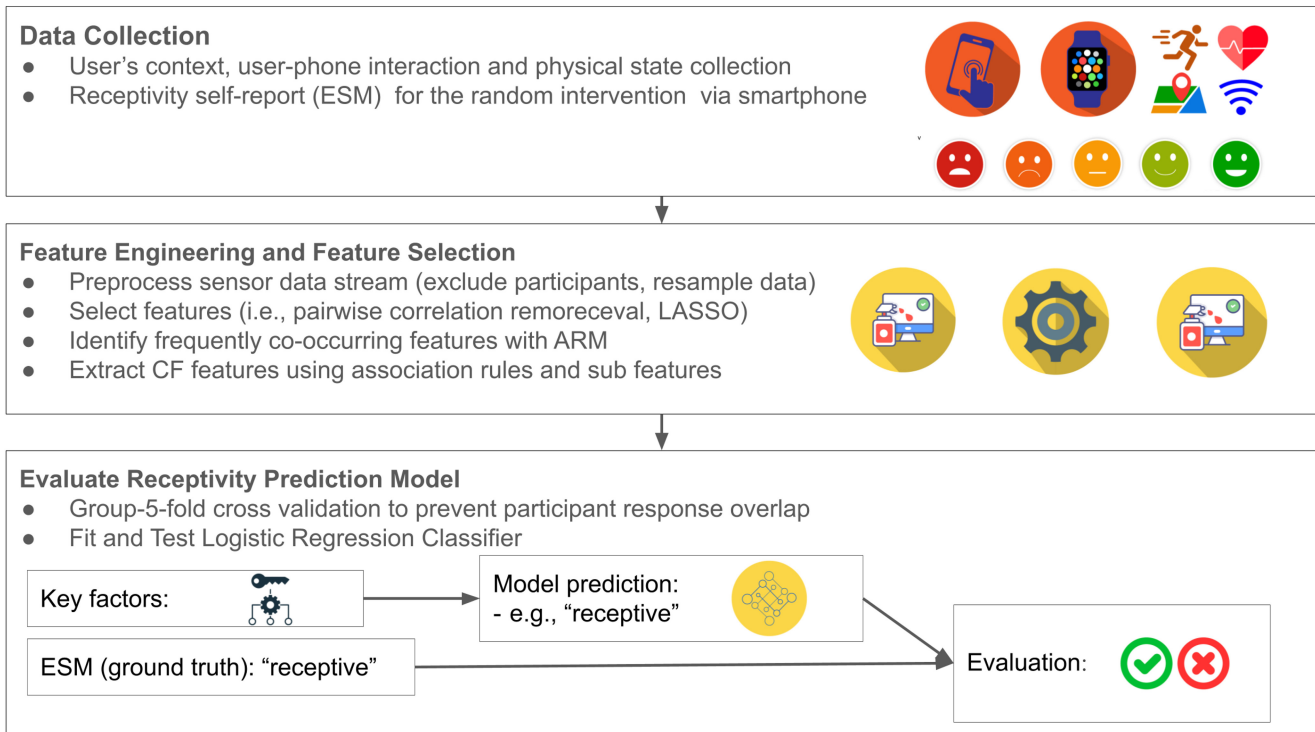 Data Collection
● User's context, user-phone interaction and physical state collection
● Receptivity self-report (ESM) for the random intervention via smartphone
v
Feature Engineering and Feature Selection
● Preprocess sensor data stream (exclude participants, resample data)
● Select features (i.e., pairwise correlation remoreceval, LASSO)
● Identify frequently co-occurring features with ARM
● Extract CF features using association rules and sub features
Evaluate Receptivity Prediction Model
● Group-5-fold cross validation to prevent participant response overlap
● Fit and Test Logistic Regression Classifier
Key factors:
Model prediction:
- e.g., “receptive”
ESM (ground truth): “receptive”
Evaluation: